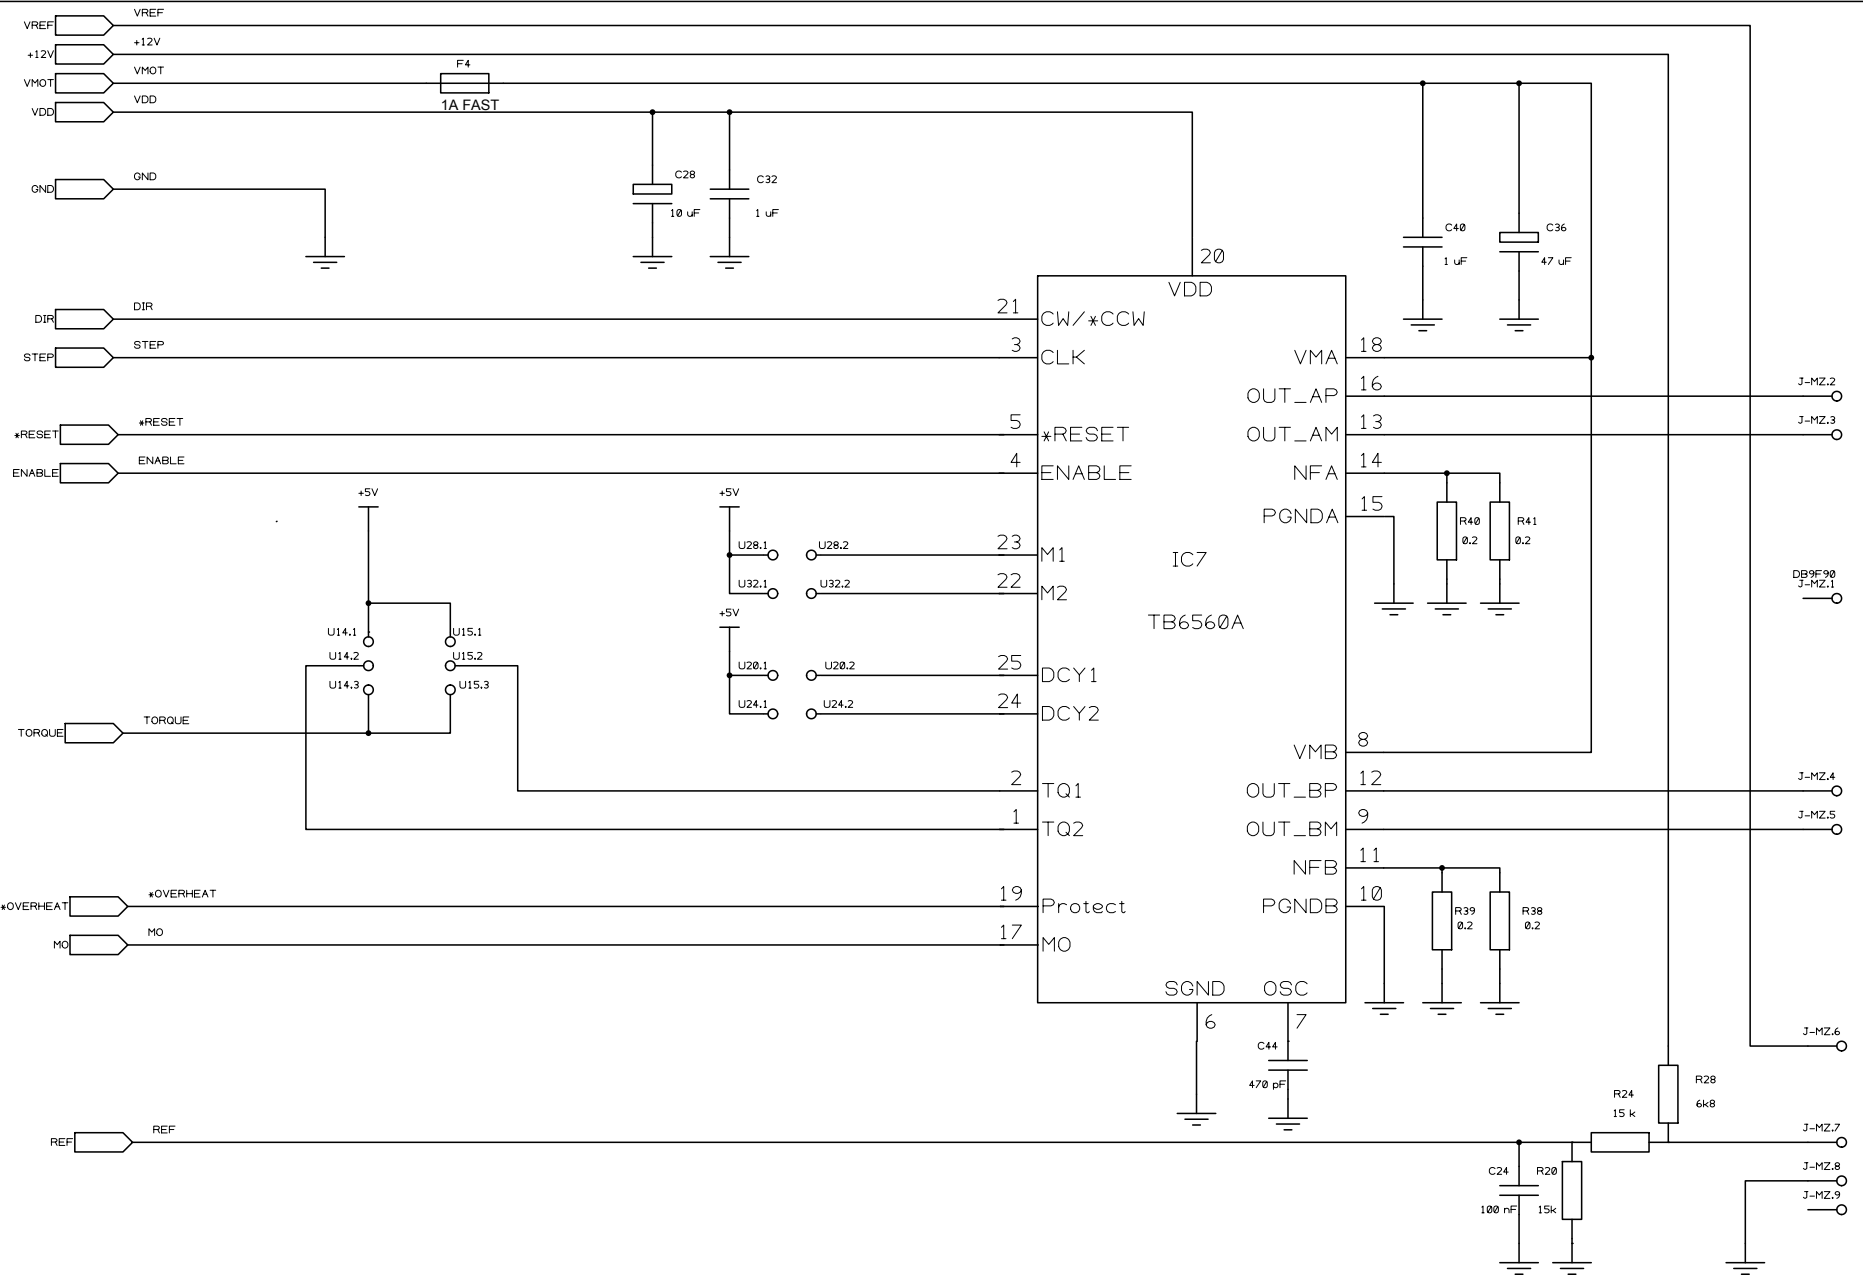 VREF
VREF
+12V
+12V
VMOT
VMOT
F4
1A FAST
VDD
VDD
GND
GND
C28
10 uF
C32
1 uF
C40
1 uF
C36
47 uF
20
VDD
DIR
DIR
21
CW/*CCW
STEP
STEP
3
CLK
VMA
18
OUT_AP
16
J-MZ.2
*RESET
*RESET
5
*RESET
OUT_AM
13
J-MZ.3
ENABLE
ENABLE
4
ENABLE
NFA
14
+5V
+5V
PGNDA
15
R40
0.2
R41
0.2
U28.1
U28.2
23
M1
IC7
U32.1
U32.2
22
M2
DB9F90
J-MZ.1
+5V
TB6560A
U14.1
U15.1
U14.2
U15.2
U14.3
U15.3
U20.1
U20.2
25
DCY1
U24.1
U24.2
24
DCY2
TORQUE
TORQUE
VMB
8
2
TQ1
OUT_BP
12
J-MZ.4
1
TQ2
OUT_BM
9
J-MZ.5
NFB
11
*OVERHEAT
*OVERHEAT
19
Protect
PGNDB
10
R39
0.2
R38
0.2
MO
MO
17
MO
SGND
OSC
6
7
J-MZ.6
C44
470 pF
R24
15 k
R28
6k8
REF
REF
J-MZ.7
C24
100 nF
R20
15k
J-MZ.8
J-MZ.9